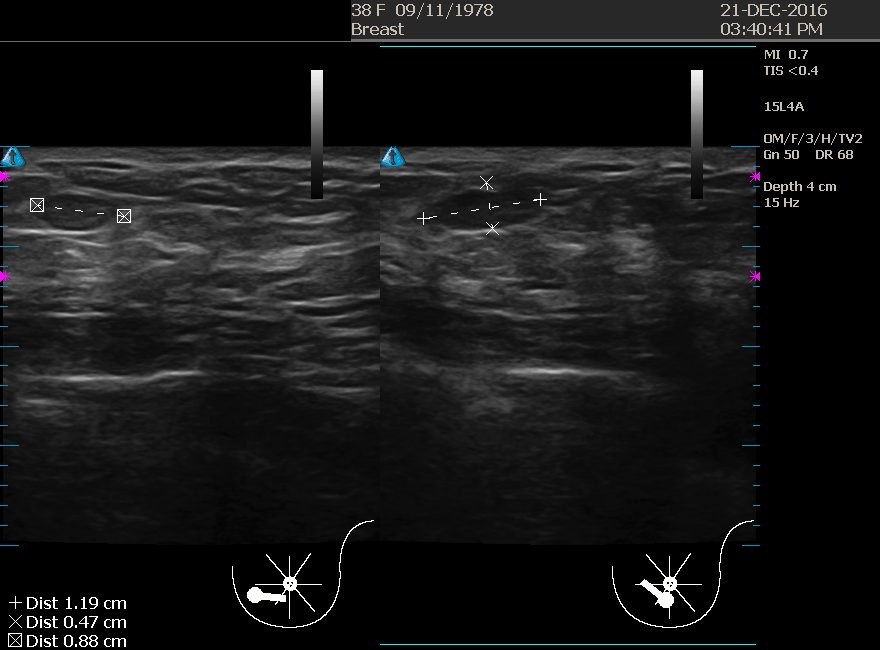 38 F 09/11/1978
21-DEC-2016
Breast
03:40:41 PM
MI 0.7
TIS <0.4
15L4A
OM/F/3/H/TV2
Gn 50 DR 68
Depth 4 cm
15 Hz
Dist 1.19 cm
Dist 0.47 cm
Dist 0.88 cm